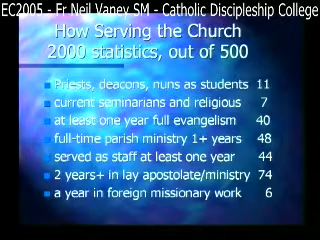 EC2005 - Fr Neil Vaney SM - Catholic Discipleship College
How Serving the Church
2000 statistics, out of 500
Priests, deacons, nuns as students 11
current seminarians and religious 7
at least one year full evangelism 40
full-time parish ministry 1+ years 48
served as staff at least one year 44
2 years+ in lay apostolate/ministry 74
a year in foreign missionary work 6